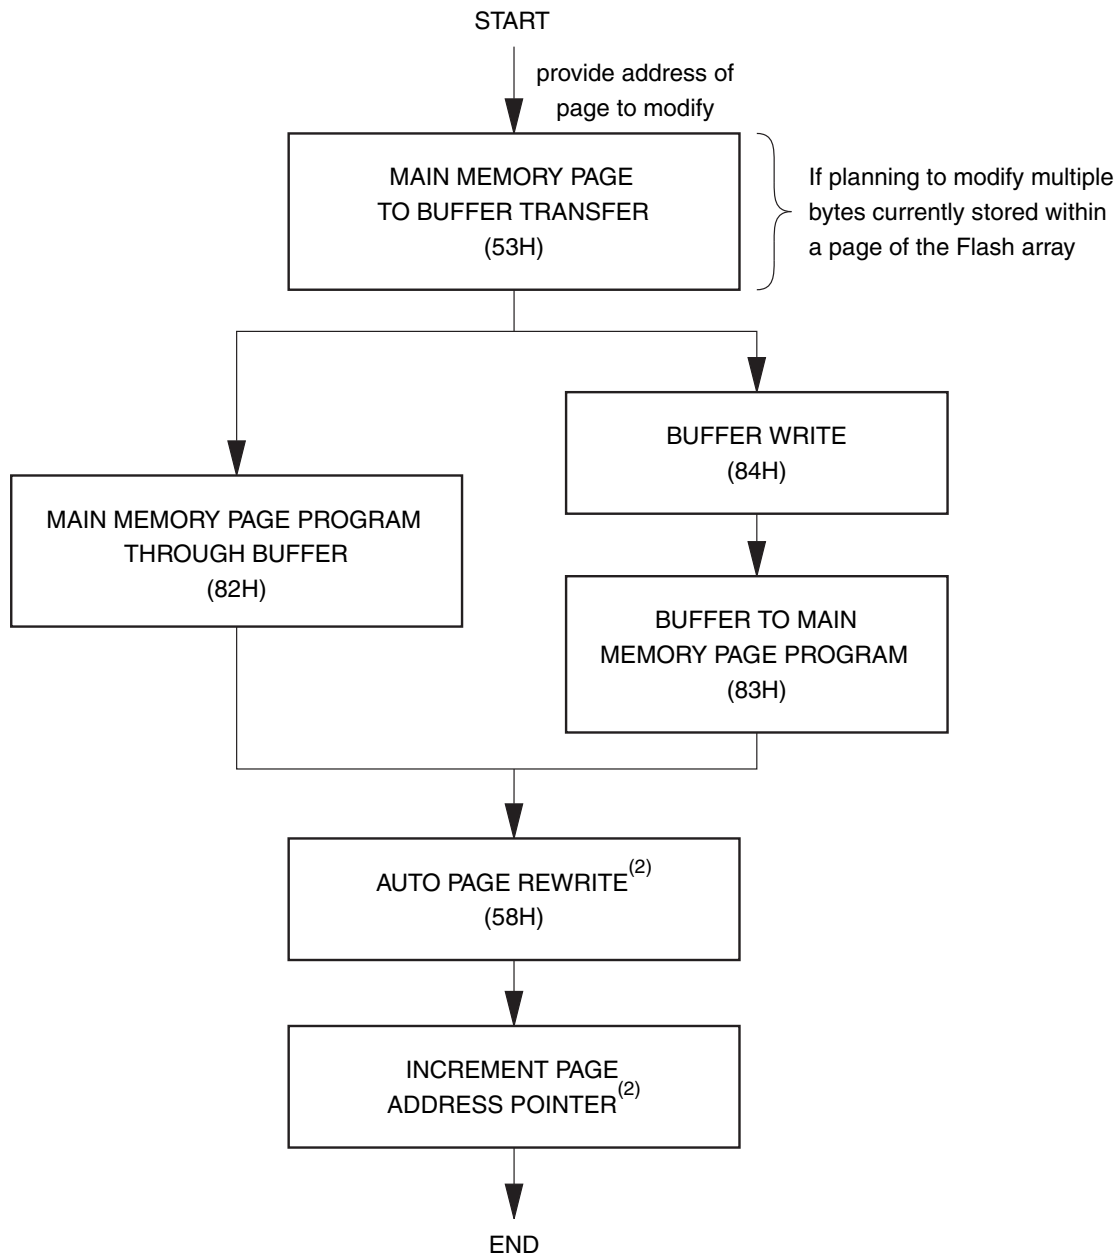 START
provide address of
page to modify
MAIN MEMORY PAGE
TO BUFFER TRANSFER
(53H)
If planning to modify multiple
bytes currently stored within
a page of the Flash array
BUFFER WRITE
(84H)
MAIN MEMORY PAGE PROGRAM
THROUGH BUFFER
(82H)
BUFFER TO MAIN
MEMORY PAGE PROGRAM
(83H)
AUTO PAGE REWRITE(2)
(58H)
INCREMENT PAGE
ADDRESS POINTER(2)
END